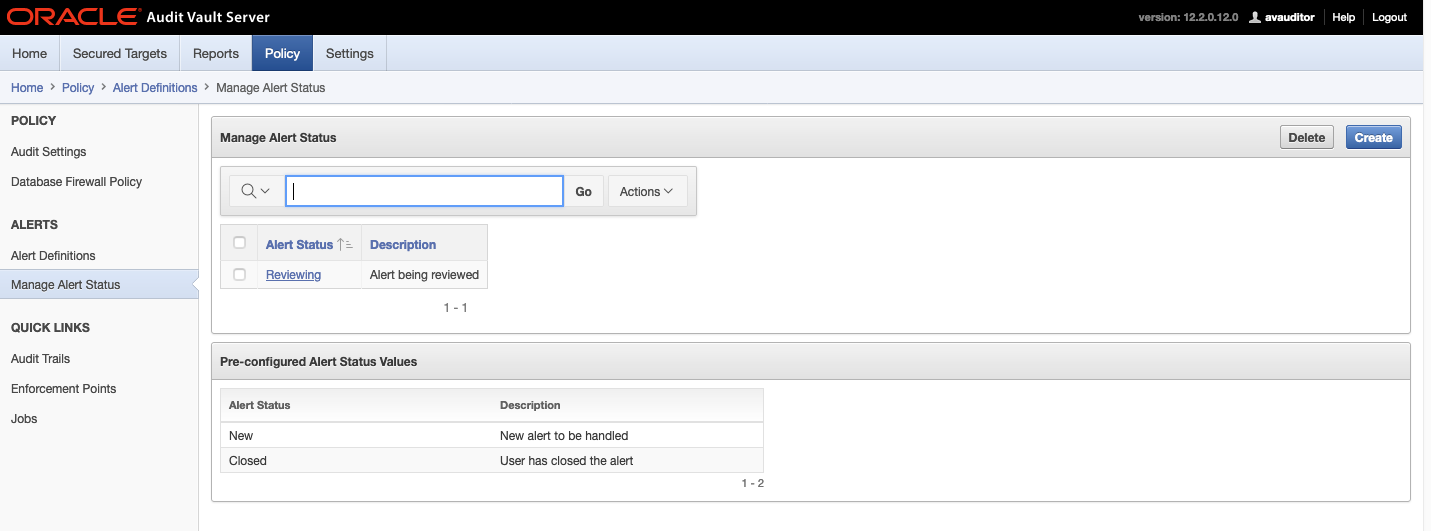 ORACLE Audit Vault Server version: 12.2.0.12.0 avauditor Help Logout
Home Secured Targets Reports Policy Settings
Home > Policy > Alert Definitions > Manage Alert Status
POLICY
Audit Settings
Database Firewall Policy
ALERTS
Alert Definitions
Manage Alert Status
QUICK LINKS
Audit Trails
Enforcement Points
Jobs
Manage Alert Status Delete Create
Go Actions
Alert Status Description
Reviewing Alert being reviewed
1 - 1
Pre-configured Alert Status Values
Alert Status Description
New New alert to be handled
Closed User has closed the alert
1 - 2